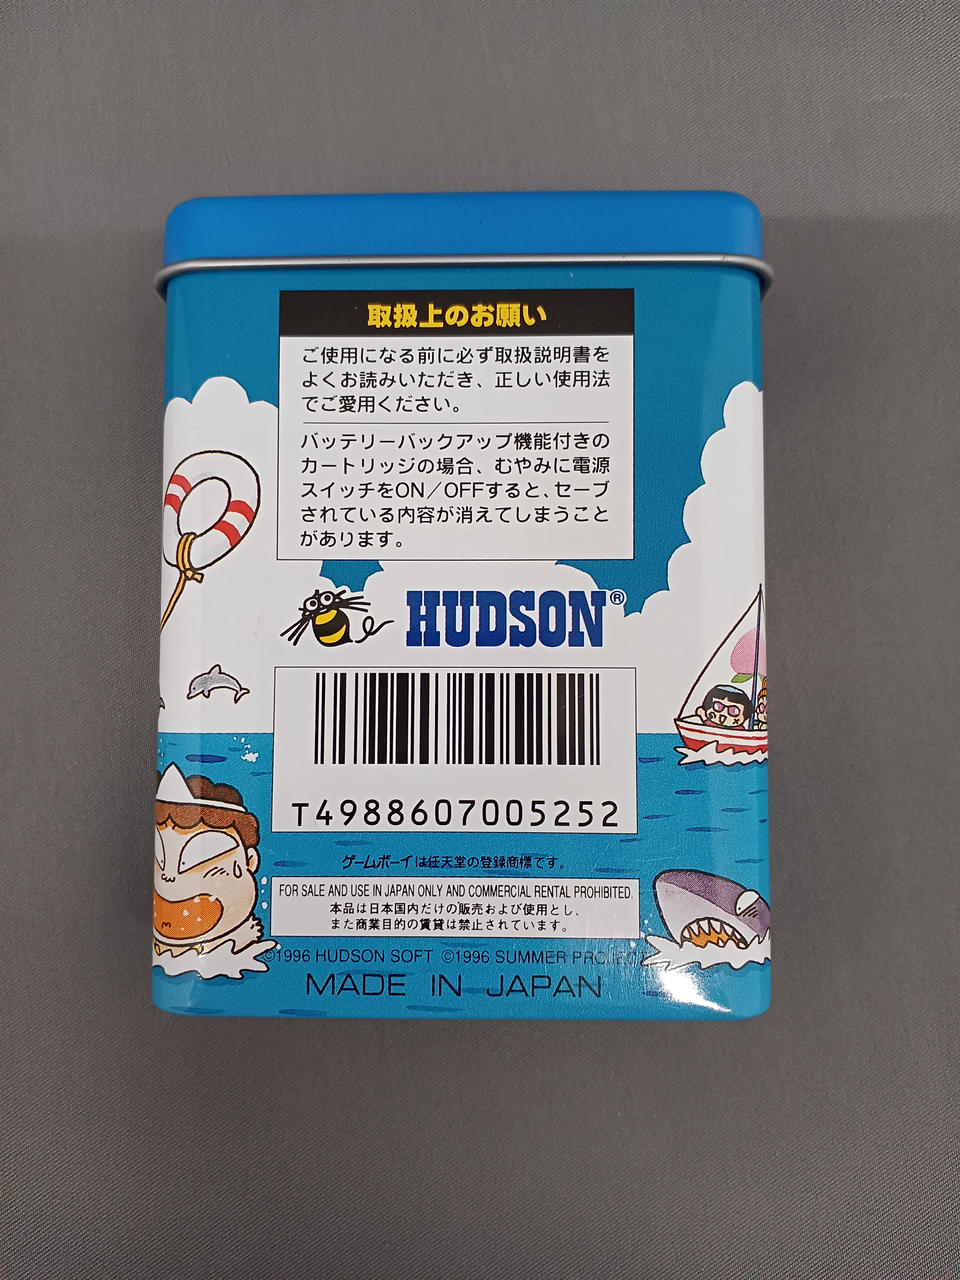 取扱上のお願い
ご使用になる前に必ず取扱説明書を
よくお読みいただき、正しい使用法
でご愛用ください。
バッテリーバックアップ機能付きの
カートリッジの場合、むやみに電源
スイッチをON／OFFすると、セーブ
されている内容が消えてしまうこと
があります。
HUDSON®
T4988607005252
ゲームボーイは任天堂の登録商標です。
FOR SALE AND USE IN JAPAN ONLY AND COMMERCIAL RENTAL PROHIBITED.
本品は日本国内だけの販売および使用とし、
また商業目的の賃貸は禁止されています。
©1996 HUDSON SOFT ©1996 SUMMER PROJECT
MADE IN JAPAN